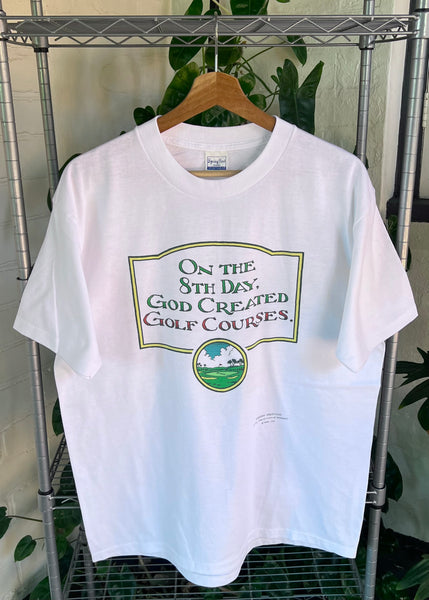 On the
8th Day,
God Created
Golf Courses.